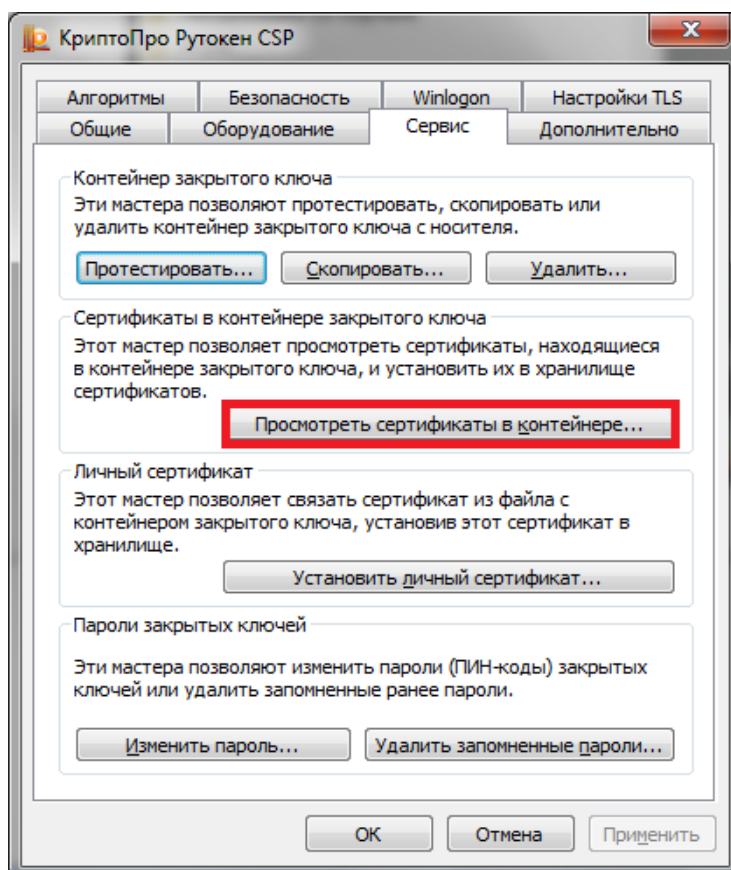 КриптоПро Рутокен CSP
Алгоритмы Безопасность Winlogon Настройки TLS
Общие Оборудование Сервис Дополнительно
Контейнер закрытого ключа
Эти мастера позволяют протестировать, скопировать или
удалить контейнер закрытого ключа с носителя.
Протестировать... Скопировать... Удалить...
Сертификаты в контейнере закрытого ключа
Этот мастер позволяет просмотреть сертификаты, находящиеся
в контейнере закрытого ключа, и установить их в хранилище
сертификатов.
Просмотреть сертификаты в контейнере...
Личный сертификат
Этот мастер позволяет связать сертификат из файла с
контейнером закрытого ключа, установив этот сертификат в
хранилище.
Установить личный сертификат...
Пароли закрытых ключей
Эти мастера позволяют изменить пароли (ПИН-коды) закрытых
ключей или удалить запомненные ранее пароли.
Изменить пароль... Удалить запомненные пароли...
ОК Отмена Применить